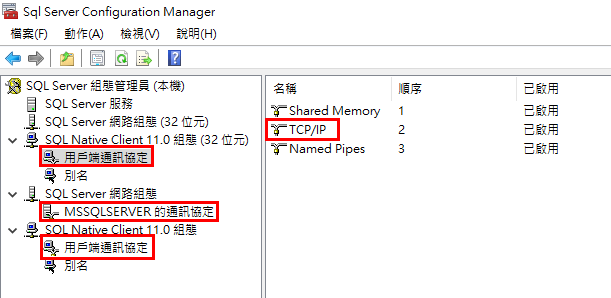 Sql Server Configuration Manager
檔案(F) 動作(A) 檢視(V) 說明(H)
SQL Server 組態管理員 (本機)
SQL Server 服務
SQL Server 網路組態 (32 位元)
SQL Native Client 11.0 組態 (32 位元)
用戶端通訊協定
別名
SQL Server 網路組態
MSSQLSERVER 的通訊協定
SQL Native Client 11.0 組態
用戶端通訊協定
別名
名稱 順序 已啟用
Shared Memory 1 已啟用
TCP/IP 2 已啟用
Named Pipes 3 已啟用